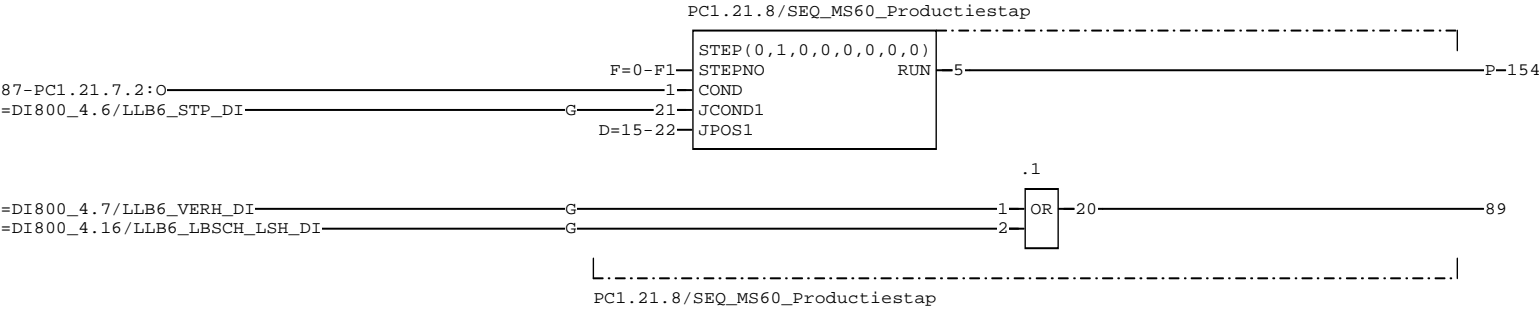 PC1.21.8/SEQ_MS60_Productiestap
STEP(0,1,0,0,0,0,0,0)
F=0-F1 STEPNO RUN 5 P-154
87-PC1.21.7.2:O 1 COND
=DI800_4.6/LLB6_STP_DI G 21 JCOND1
D=15-22 JPOS1
.1
=DI800_4.7/LLB6_VERH_DI G 1 OR 20 89
=DI800_4.16/LLB6_LBSCH_LSH_DI G 2
PC1.21.8/SEQ_MS60_Productiestap